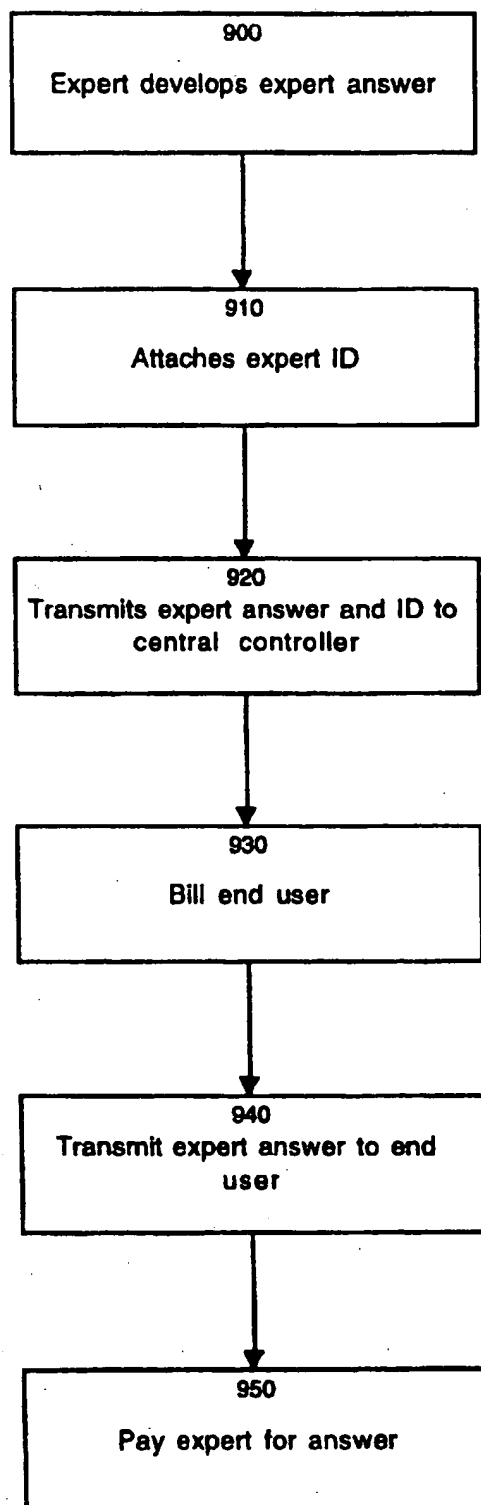 900
Expert develops expert answer
910
Attaches expert ID
920
Transmits expert answer and ID to
central controller
930
Bill end user
940
Transmit expert answer to end
user
950
Pay expert for answer